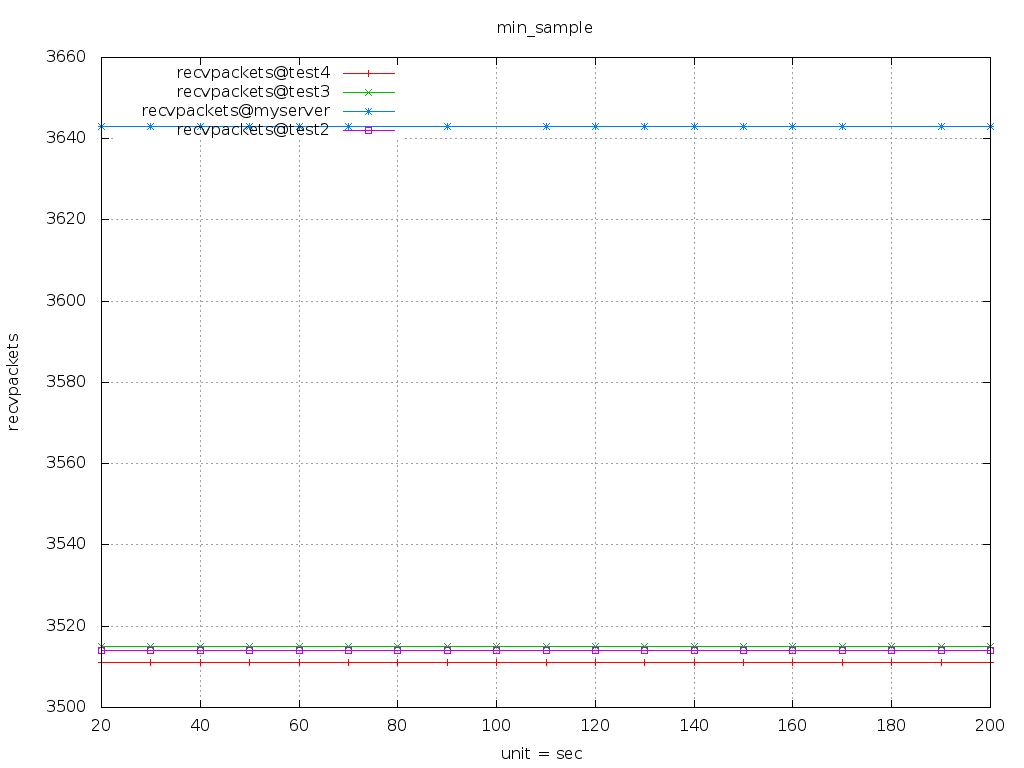 min_sample
3660
recvpackets@test4
recvpackets@test3
recvpackets@myserver
recvpackets@test2
3640
3620
3600
3580
3560
3540
3520
3500
recvpackets
20 40 60 80 100 120 140 160 180 200
unit = sec